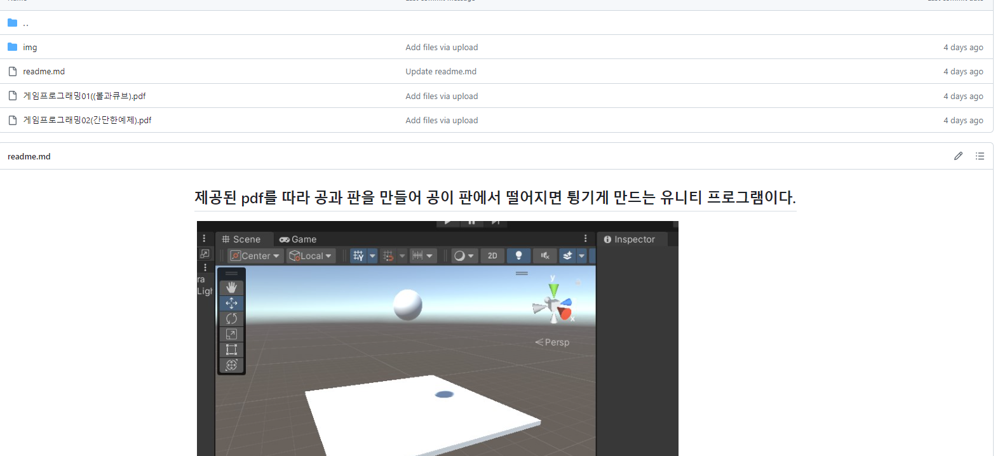 ..
img Add files via upload 4 days ago
readme.md Update readme.md 4 days ago
게임프로그래밍01((볼과큐브).pdf Add files via upload 4 days ago
게임프로그래밍02(간단한예제).pdf Add files via upload 4 days ago
readme.md
제공된 pdf를 따라 공과 판을 만들어 공이 판에서 떨어지면 튕기게 만드는 유니티 프로그램이다.
Scene Game Inspector
Center Local 2D
y
ra
Ligh
x
Persp